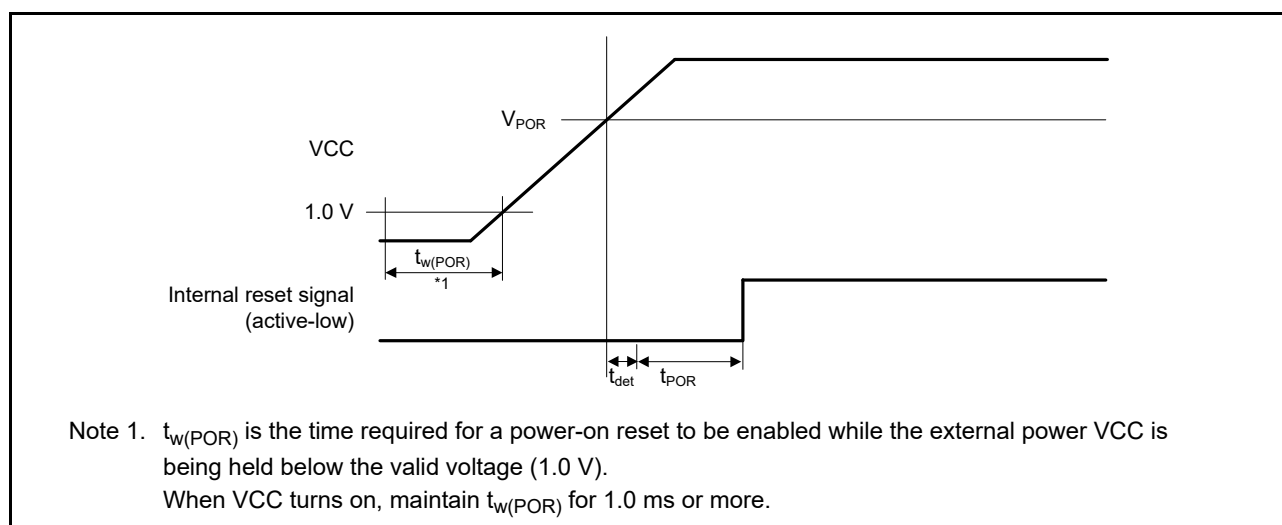 V_POR
VCC
1.0 V
t_w(POR)
*1
Internal reset signal
(active-low)
t_det
t_POR
Note 1. t_w(POR) is the time required for a power-on reset to be enabled while the external power VCC is
being held below the valid voltage (1.0 V).
When VCC turns on, maintain t_w(POR) for 1.0 ms or more.